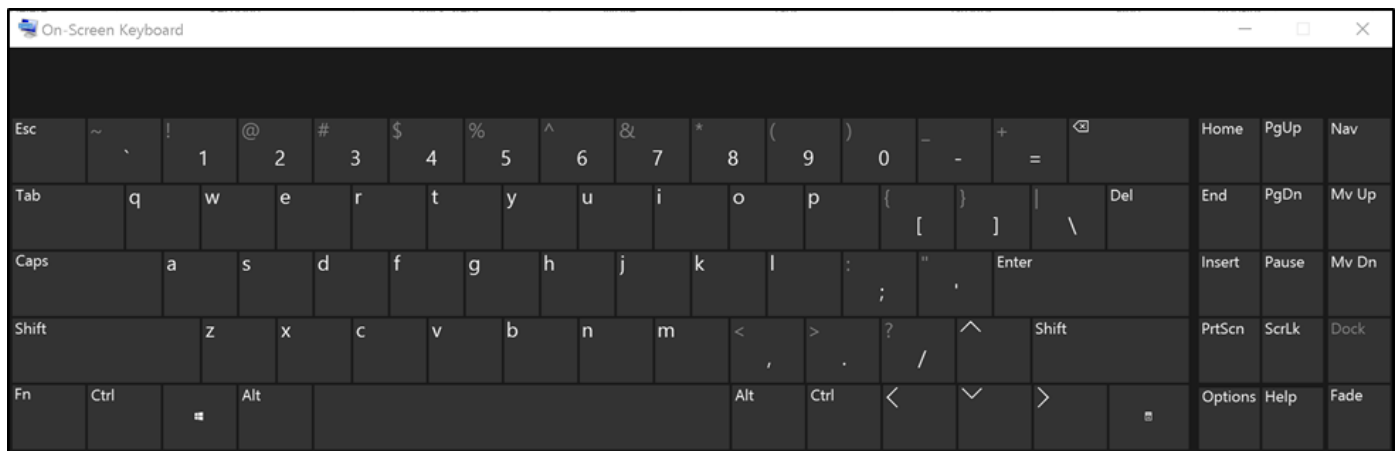 On-Screen Keyboard
Esc ~ ` ! 1 @ 2 # 3 $ 4 % 5 ^ 6 & 7 * 8 ( 9 ) 0 _ - + = Home PgUp Nav
Tab q w e r t y u i o p { [ } ] | \ Del End PgDn Mv Up
Caps a s d f g h j k l : ; " ' Enter Insert Pause Mv Dn
Shift z x c v b n m < , > . ? / Shift PrtScn ScrLk Dock
Fn Ctrl Alt Alt Ctrl Options Help Fade